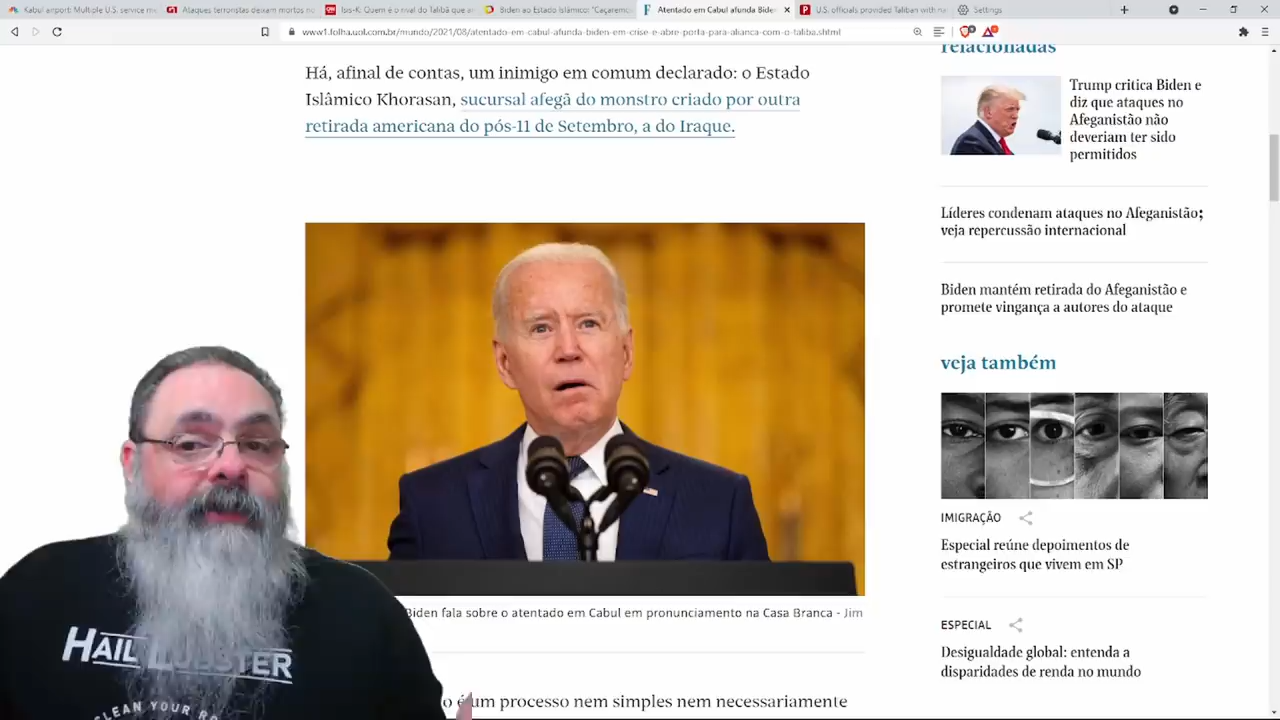 Kabul airport: Multiple U.S. service m
Ataques terroristas deixam mortos no
Isis-K: Quem é o rival do Talibã que a
Biden ao Estado Islâmico: "Caçarem
Atentado em Cabul afunda Biden
U.S. officials provided Taliban with na
Settings
www1.folha.uol.com.br/mundo/2021/08/atentado-em-cabul-afunda-biden-em-crise-e-abre-porta-para-alianca-com-o-taliba.shtml
Há, afinal de contas, um inimigo em comum declarado: o Estado
Islâmico Khorasan, sucursal afegã do monstro criado por outra
retirada americana do pós-11 de Setembro, a do Iraque.
Biden fala sobre o atentado em Cabul em pronunciamento na Casa Branca - Jim
o é um processo nem simples nem necessariamente
relacionadas
Trump critica Biden e
diz que ataques no
Afeganistão não
deveriam ter sido
permitidos
Líderes condenam ataques no Afeganistão;
veja repercussão internacional
Biden mantém retirada do Afeganistão e
promete vingança a autores do ataque
veja também
IMIGRAÇÃO
Especial reúne depoimentos de
estrangeiros que vivem em SP
ESPECIAL
Desigualdade global: entenda a
disparidades de renda no mundo
HAIL LOBSTER
CLEAN YOUR RO